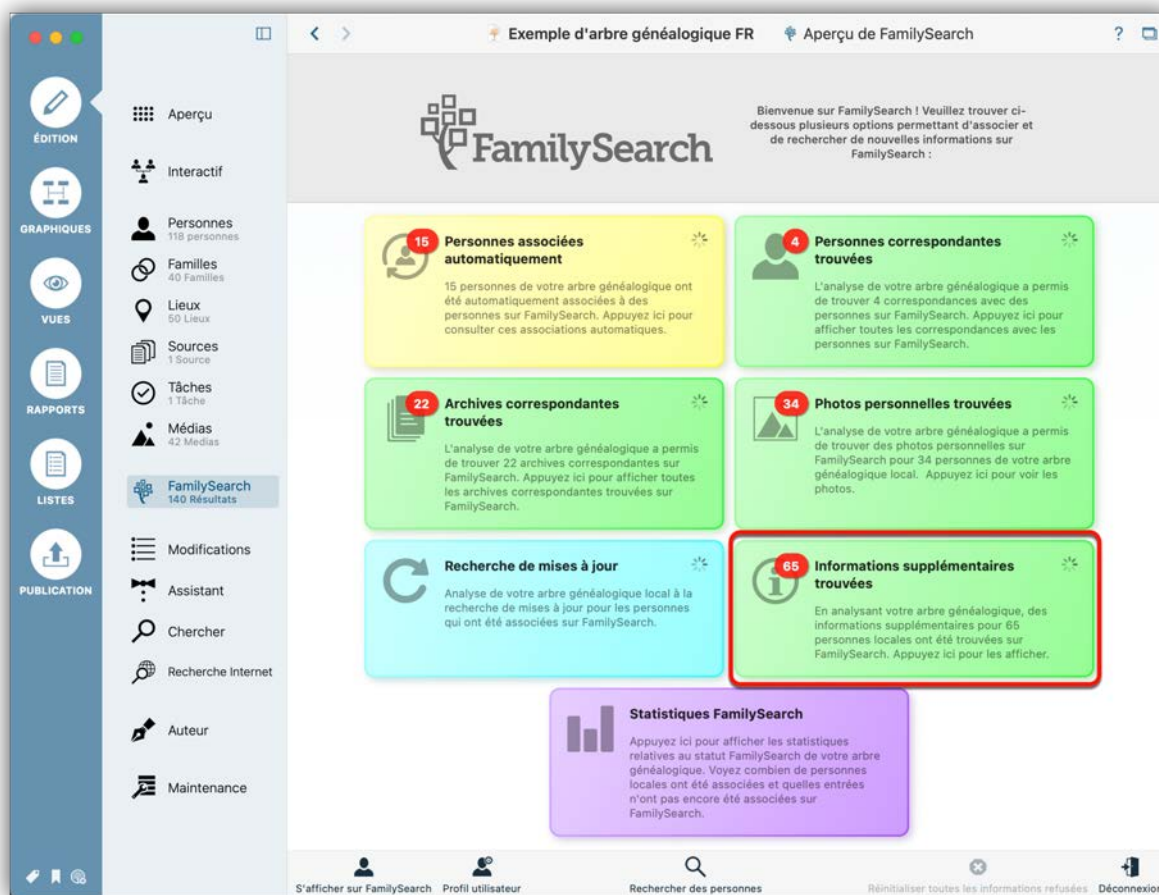 Exemple d'arbre généalogique FR
Aperçu de FamilySearch
?
ÉDITION
GRAPHIQUES
VUES
RAPPORTS
LISTES
PUBLICATION
Aperçu
Interactif
Personnes
118 personnes
Familles
40 Familles
Lieux
50 Lieux
Sources
1 Source
Tâches
1 Tâche
Médias
42 Medias
FamilySearch
140 Résultats
Modifications
Assistant
Chercher
Recherche Internet
Auteur
Maintenance
FamilySearch
Bienvenue sur FamilySearch ! Veuillez trouver ci-
dessous plusieurs options permettant d'associer et
de rechercher de nouvelles informations sur
FamilySearch :
15
Personnes associées
automatiquement
15 personnes de votre arbre généalogique ont
été automatiquement associées à des
personnes sur FamilySearch. Appuyez ici pour
consulter ces associations automatiques.
4
Personnes correspondantes
trouvées
L'analyse de votre arbre généalogique a permis
de trouver 4 correspondances avec des
personnes sur FamilySearch. Appuyez ici pour
afficher toutes les correspondances avec les
personnes sur FamilySearch.
22
Archives correspondantes
trouvées
L'analyse de votre arbre généalogique a permis
de trouver 22 archives correspondantes sur
FamilySearch. Appuyez ici pour afficher toutes
les archives correspondantes trouvées sur
FamilySearch.
34
Photos personnelles trouvées
L'analyse de votre arbre généalogique a permis
de trouver des photos personnelles sur
FamilySearch pour 34 personnes de votre arbre
généalogique local. Appuyez ici pour voir les
photos.
Recherche de mises à jour
Analyse de votre arbre généalogique local à la
recherche de mises à jour pour les personnes
qui ont été associées sur FamilySearch.
65
Informations supplémentaires
trouvées
En analysant votre arbre généalogique, des
informations supplémentaires pour 65
personnes locales ont été trouvées sur
FamilySearch. Appuyez ici pour les afficher.
Statistiques FamilySearch
Appuyez ici pour afficher les statistiques
relatives au statut FamilySearch de votre arbre
généalogique. Voyez combien de personnes
locales ont été associées et quelles entrées
n'ont pas encore été associées sur
FamilySearch.
S'afficher sur FamilySearch
Profil utilisateur
Rechercher des personnes
Réinitialiser toutes les informations refusées
Déconnexion